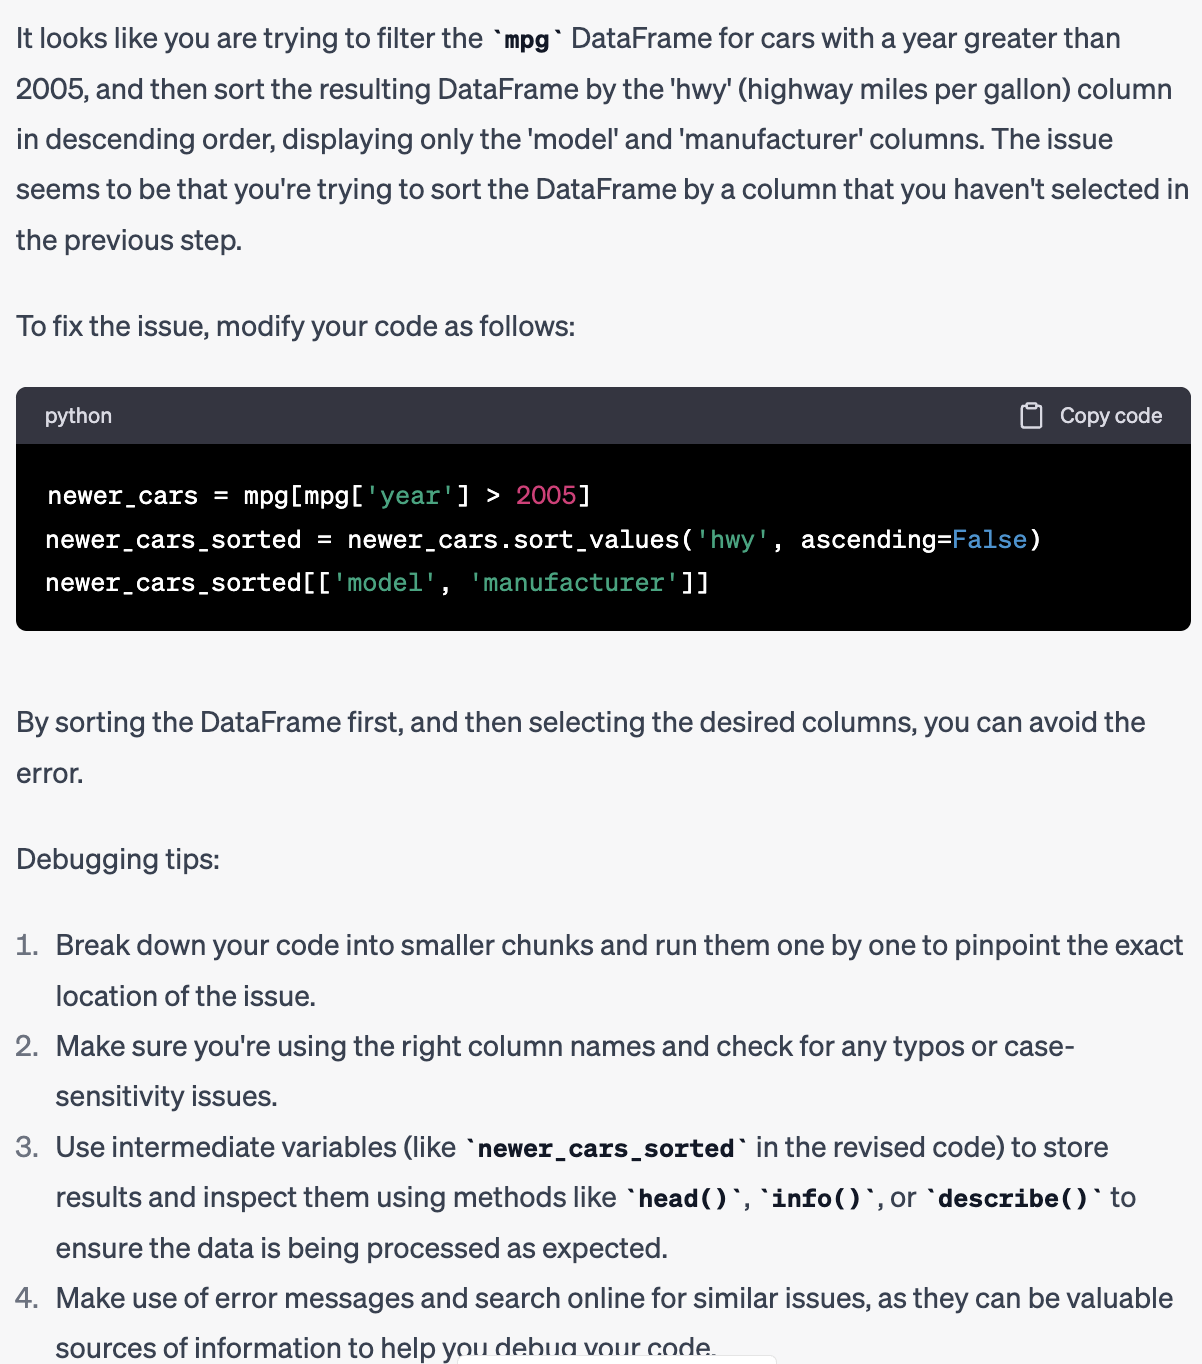 It looks like you are trying to filter the `mpg` DataFrame for cars with a year greater than
2005, and then sort the resulting DataFrame by the 'hwy' (highway miles per gallon) column
in descending order, displaying only the 'model' and 'manufacturer' columns. The issue
seems to be that you're trying to sort the DataFrame by a column that you haven't selected in
the previous step.
To fix the issue, modify your code as follows:
python Copy code
newer_cars = mpg[mpg['year'] > 2005]
newer_cars_sorted = newer_cars.sort_values('hwy', ascending=False)
newer_cars_sorted[['model', 'manufacturer']]
By sorting the DataFrame first, and then selecting the desired columns, you can avoid the
error.
Debugging tips:
1. Break down your code into smaller chunks and run them one by one to pinpoint the exact
location of the issue.
2. Make sure you're using the right column names and check for any typos or case-
sensitivity issues.
3. Use intermediate variables (like `newer_cars_sorted` in the revised code) to store
results and inspect them using methods like `head()`, `info()`, or `describe()` to
ensure the data is being processed as expected.
4. Make use of error messages and search online for similar issues, as they can be valuable
sources of information to help you debug your code.